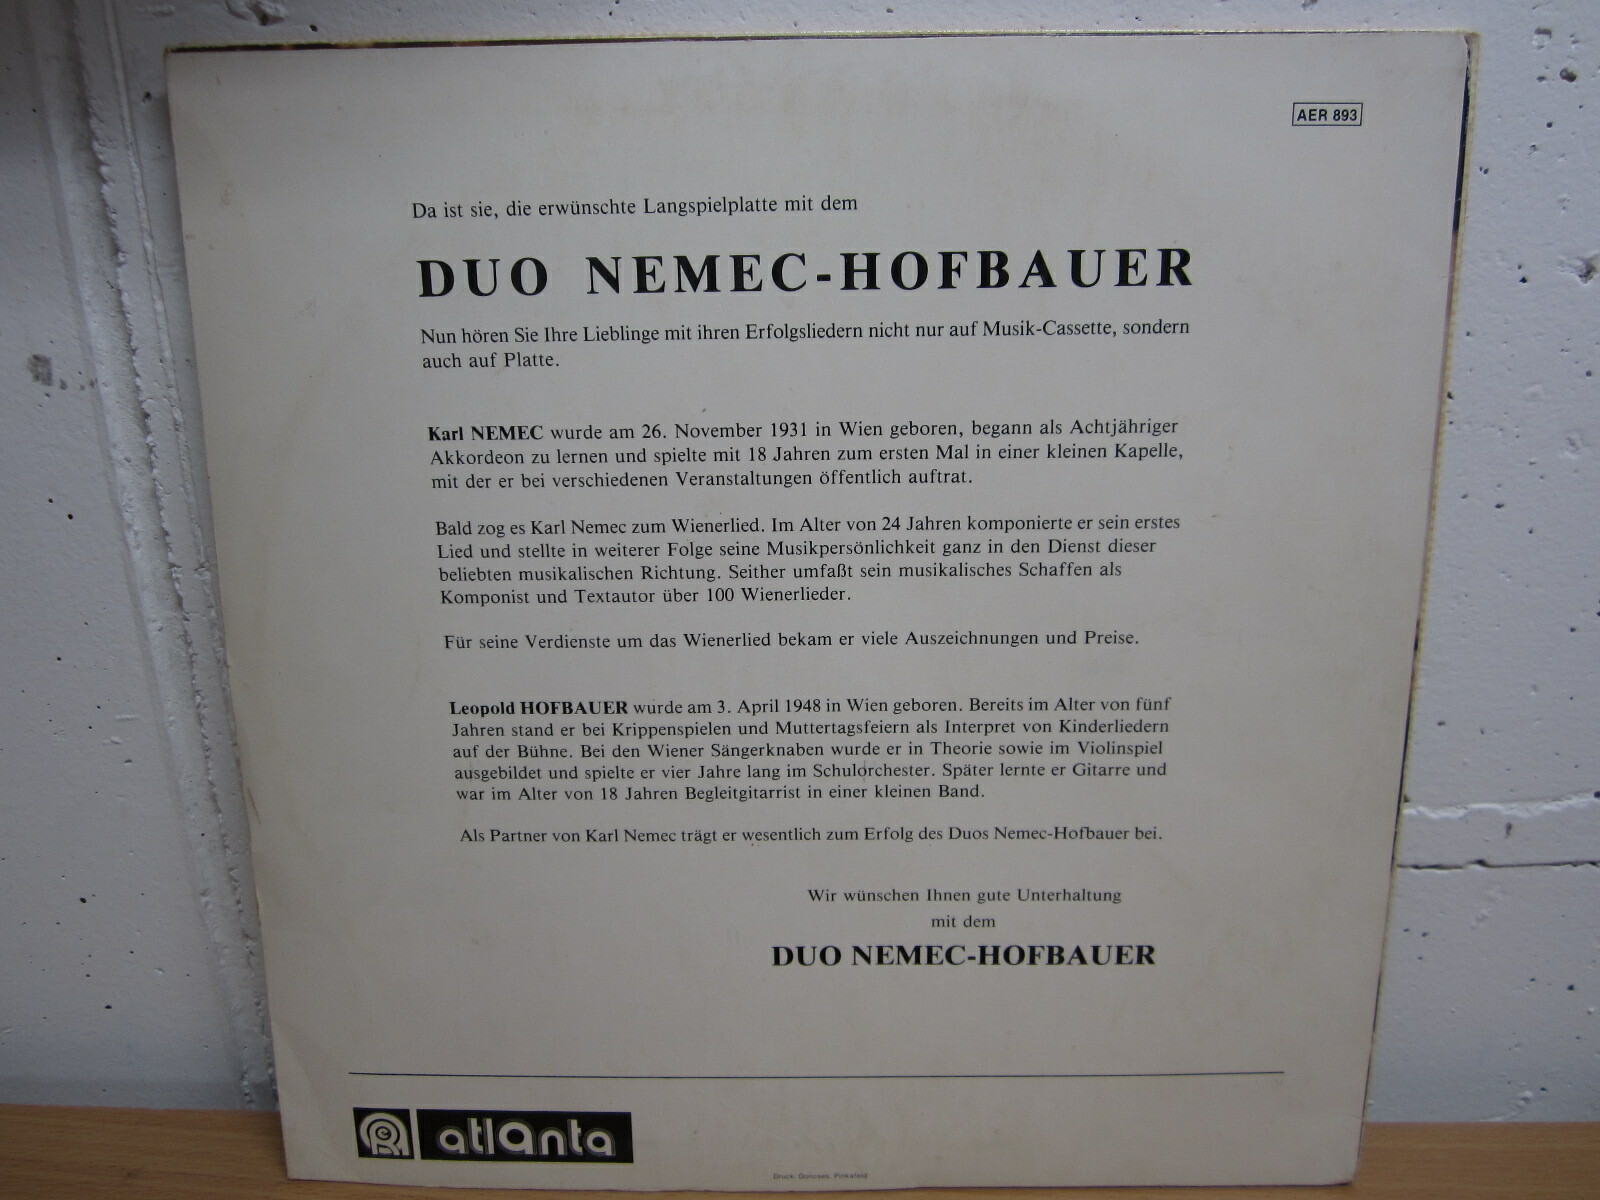 AER 893
Da ist sie, die erwünschte Langspielplatte mit dem
DUO NEMEC-HOFBAUER
Nun hören Sie Ihre Lieblinge mit ihren Erfolgsliedern nicht nur auf Musik-Cassette, sondern
auch auf Platte.
Karl NEMEC wurde am 26. November 1931 in Wien geboren, begann als Achtjähriger
Akkordeon zu lernen und spielte mit 18 Jahren zum ersten Mal in einer kleinen Kapelle,
mit der er bei verschiedenen Veranstaltungen öffentlich auftrat.
Bald zog es Karl Nemec zum Wienerlied. Im Alter von 24 Jahren komponierte er sein erstes
Lied und stellte in weiterer Folge seine Musikpersönlichkeit ganz in den Dienst dieser
beliebten musikalischen Richtung. Seither umfaßt sein musikalisches Schaffen als
Komponist und Textautor über 100 Wienerlieder.
Für seine Verdienste um das Wienerlied bekam er viele Auszeichnungen und Preise.
Leopold HOFBAUER wurde am 3. April 1948 in Wien geboren. Bereits im Alter von fünf
Jahren stand er bei Krippenspielen und Muttertagsfeiern als Interpret von Kinderliedern
auf der Bühne. Bei den Wiener Sängerknaben wurde er in Theorie sowie im Violinspiel
ausgebildet und spielte er vier Jahre lang im Schulorchester. Später lernte er Gitarre und
war im Alter von 18 Jahren Begleitgitarrist in einer kleinen Band.
Als Partner von Karl Nemec trägt er wesentlich zum Erfolg des Duos Nemec-Hofbauer bei.
Wir wünschen Ihnen gute Unterhaltung
mit dem
DUO NEMEC-HOFBAUER
atlanta
Druck: Pinkafeld